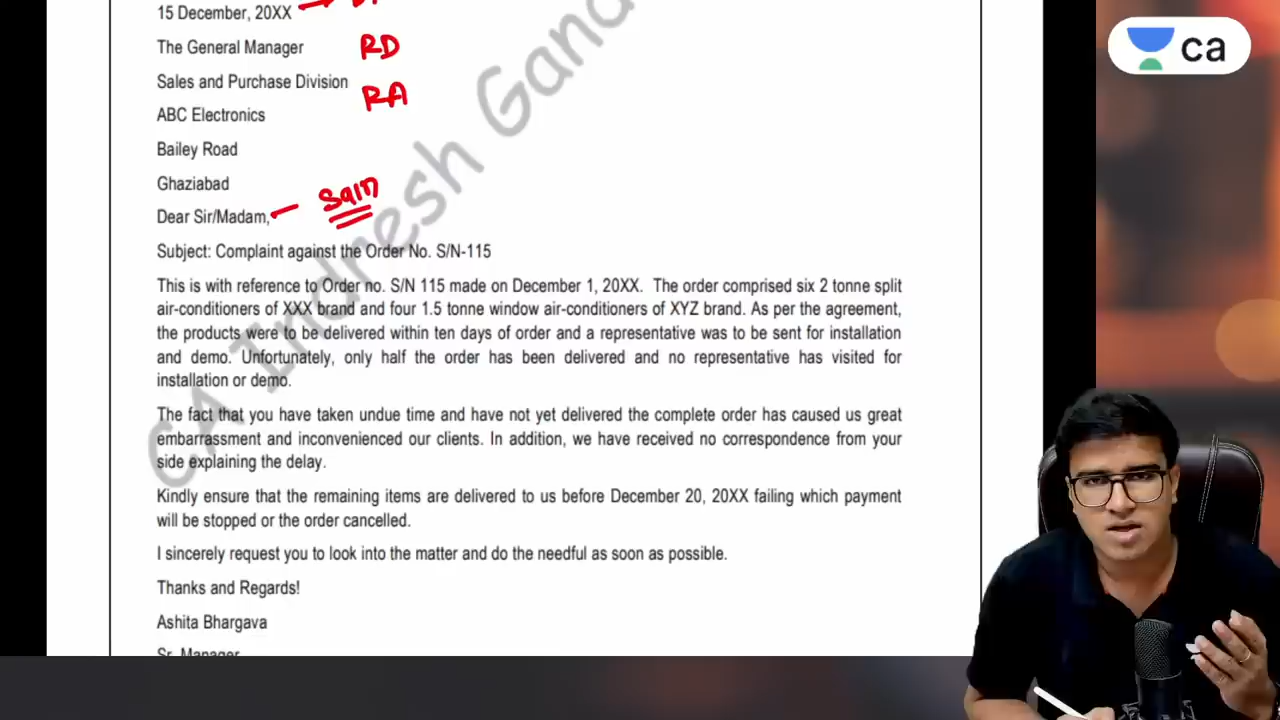 15 December, 20XX
The General Manager RD
Sales and Purchase Division RA
ABC Electronics
Bailey Road
Ghaziabad
Dear Sir/Madam,
Subject: Complaint against the Order No. S/N-115
This is with reference to Order no. S/N 115 made on December 1, 20XX. The order comprised six 2 tonne split
air-conditioners of XXX brand and four 1.5 tonne window air-conditioners of XYZ brand. As per the agreement,
the products were to be delivered within ten days of order and a representative was to be sent for installation
and demo. Unfortunately, only half the order has been delivered and no representative has visited for
installation or demo.
The fact that you have taken undue time and have not yet delivered the complete order has caused us great
embarrassment and inconvenienced our clients. In addition, we have received no correspondence from your
side explaining the delay.
Kindly ensure that the remaining items are delivered to us before December 20, 20XX failing which payment
will be stopped or the order cancelled.
I sincerely request you to look into the matter and do the needful as soon as possible.
Thanks and Regards!
Ashita Bhargava
Sr. Manager
CA Indresh Gand
ca